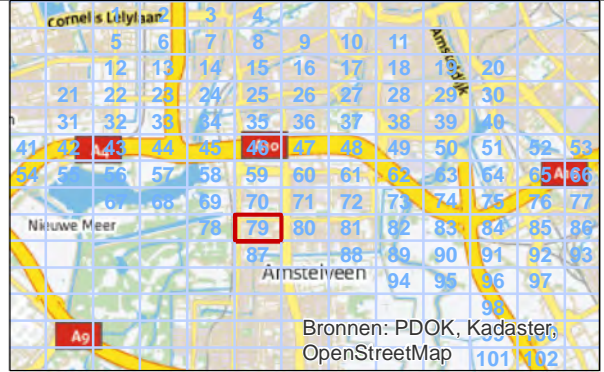 Cornelis Lelylaan 1 2 3 4
5 6 7 8 9 10 11
Amsteldijk
12 13 14 15 16 17 18 19 20
21 22 23 24 25 26 27 28 29 30
31 32 33 34 35 36 37 38 39 40
41 42 43 44 45 46 47 48 49 50 51 52 53
A4
54 55 56 57 58 59 60 61 62 63 64 65 66
67 68 69 70 71 72 73 74 75 76 77
Nieuwe Meer 78 79 80 81 82 83 84 85 86
87 88 89 90 91 92 93
Amstelveen
94 95 96 97
98
A9
Bronnen: PDOK, Kadaster,
OpenStreetMap
101 102